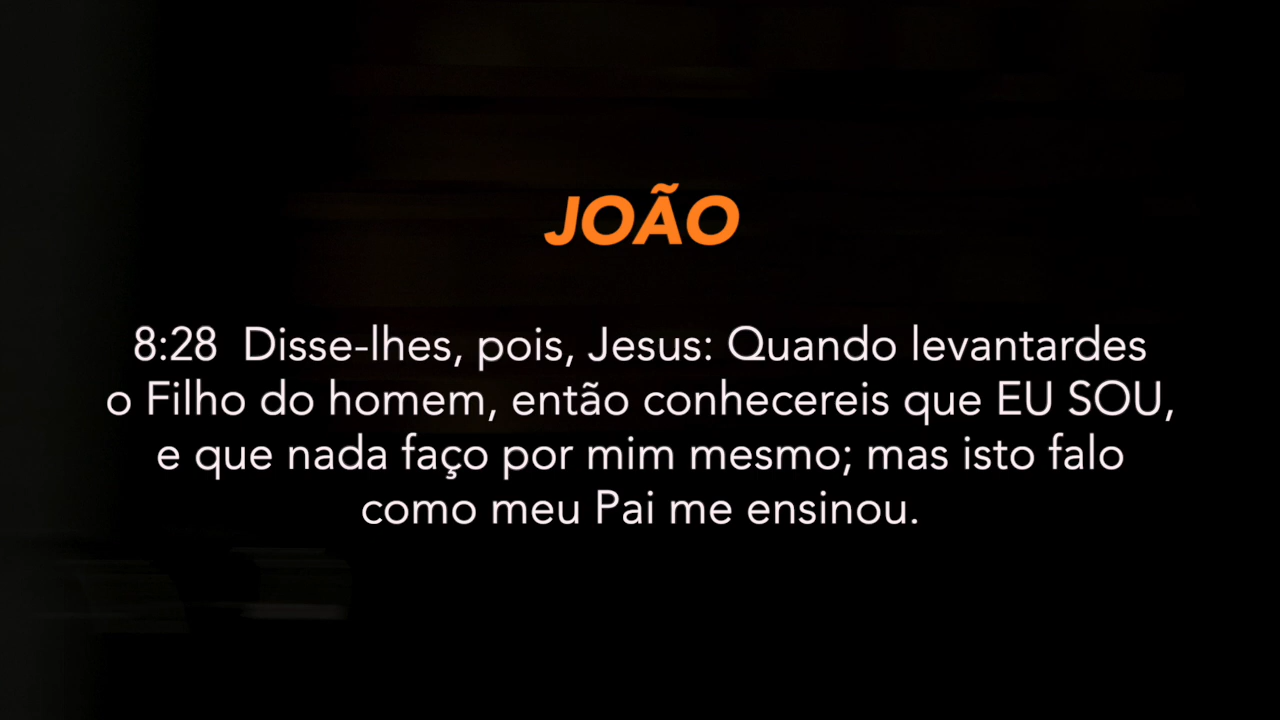 JOÃO
8:28 Disse-lhes, pois, Jesus: Quando levantardes
o Filho do homem, então conhecereis que EU SOU,
e que nada faço por mim mesmo; mas isto falo
como meu Pai me ensinou.